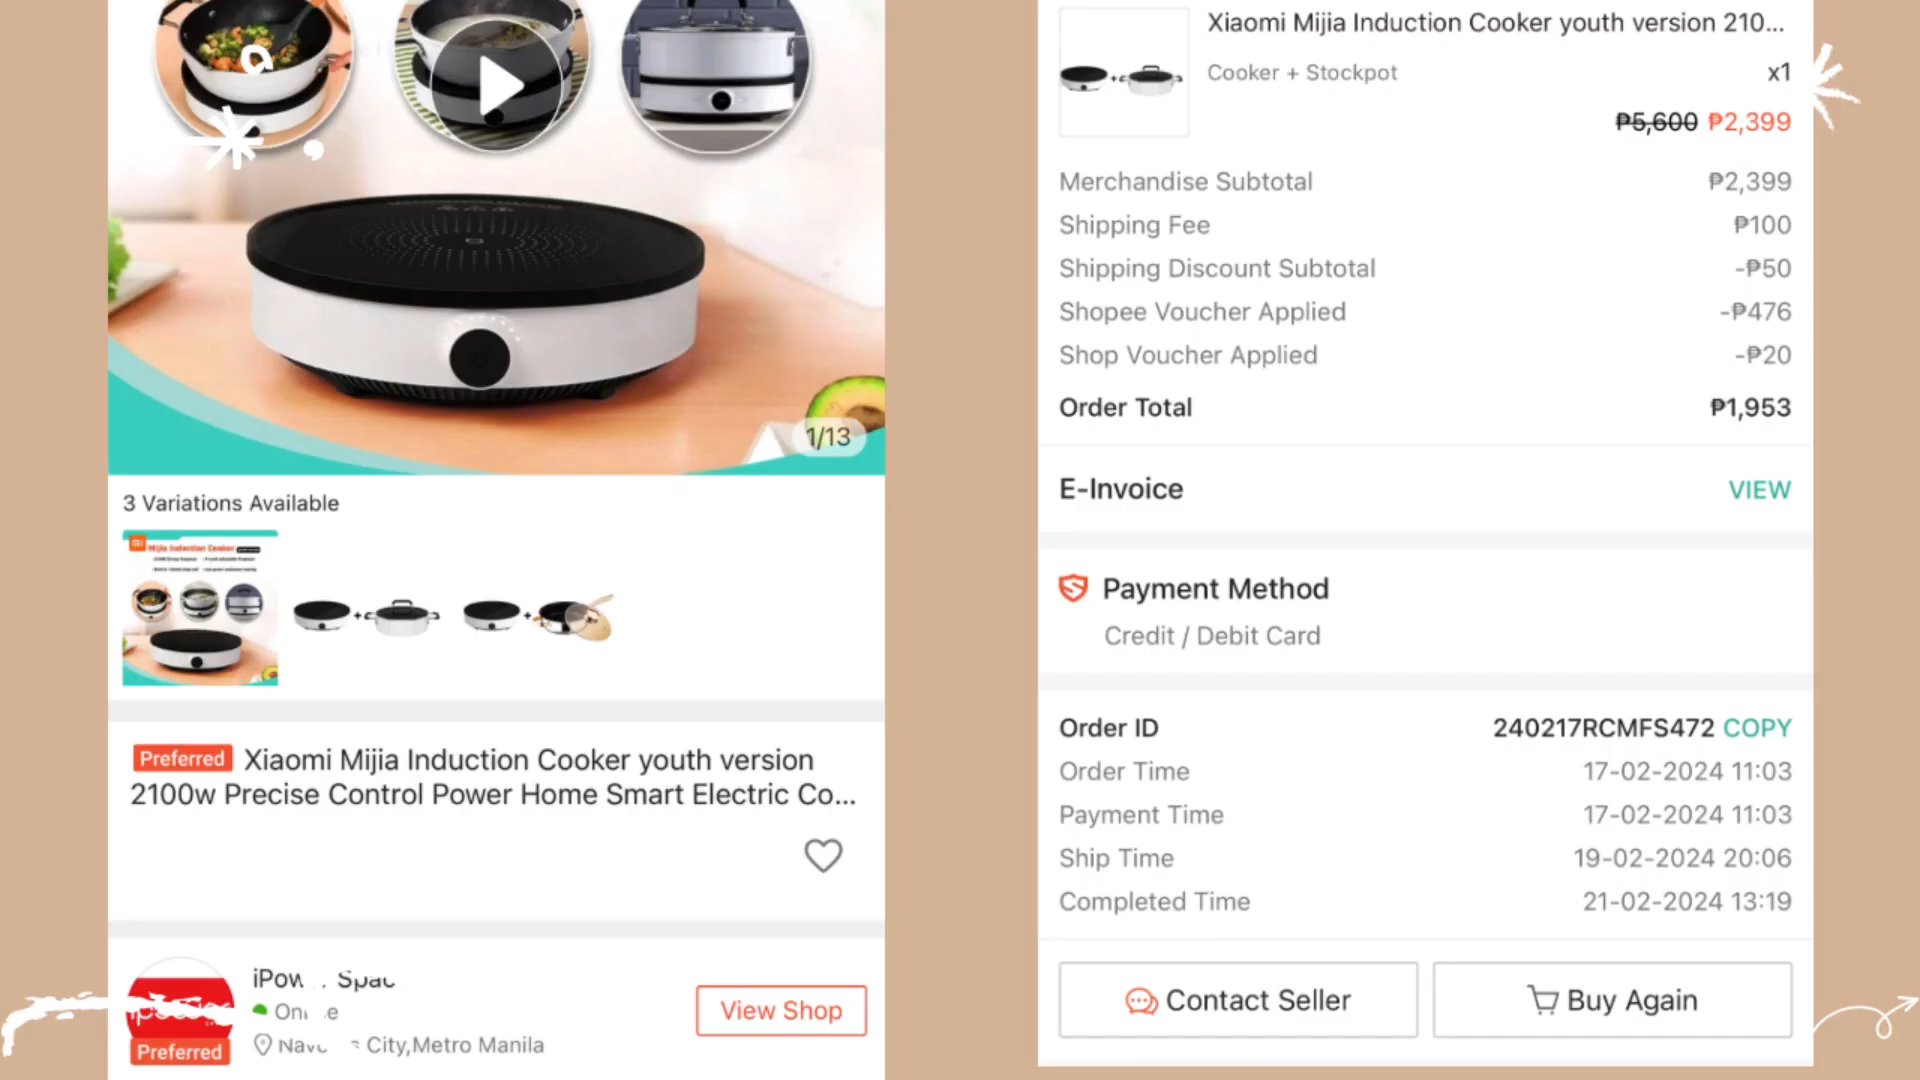 1/13
3 Variations Available
Mijia Induction Cooker
Preferred Xiaomi Mijia Induction Cooker youth version
2100w Precise Control Power Home Smart Electric Co...
City,Metro Manila
View Shop
Preferred
Xiaomi Mijia Induction Cooker youth version 210...
Cooker + Stockpot x1
₱5,600 ₱2,399
Merchandise Subtotal ₱2,399
Shipping Fee ₱100
Shipping Discount Subtotal -₱50
Shopee Voucher Applied -₱476
Shop Voucher Applied -₱20
Order Total ₱1,953
E-Invoice VIEW
Payment Method
Credit / Debit Card
Order ID 240217RCMFS472 COPY
Order Time 17-02-2024 11:03
Payment Time 17-02-2024 11:03
Ship Time 19-02-2024 20:06
Completed Time 21-02-2024 13:19
Contact Seller Buy Again